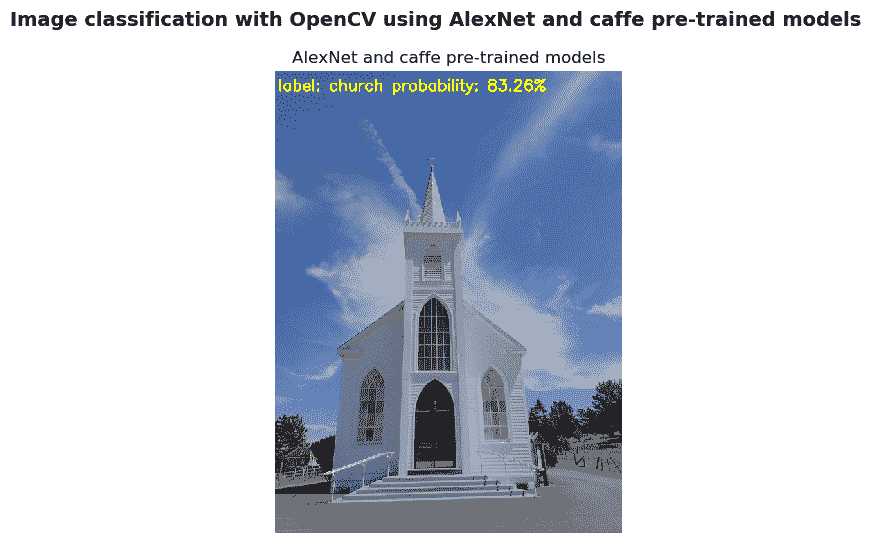 Image classification with OpenCV using AlexNet and caffe pre-trained models
AlexNet and caffe pre-trained models
label: church probability: 83.26%